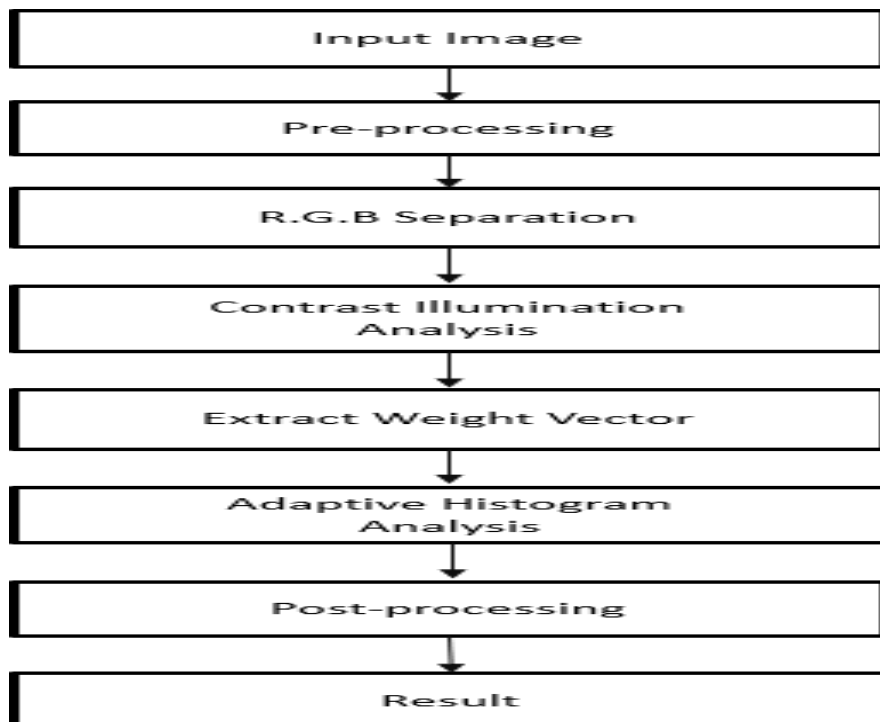 Input Image
Pre-processing
R.G.B Separation
Contrast Illumination
Analysis
Extract Weight Vector
Adaptive Histogram
Analysis
Post-processing
Result